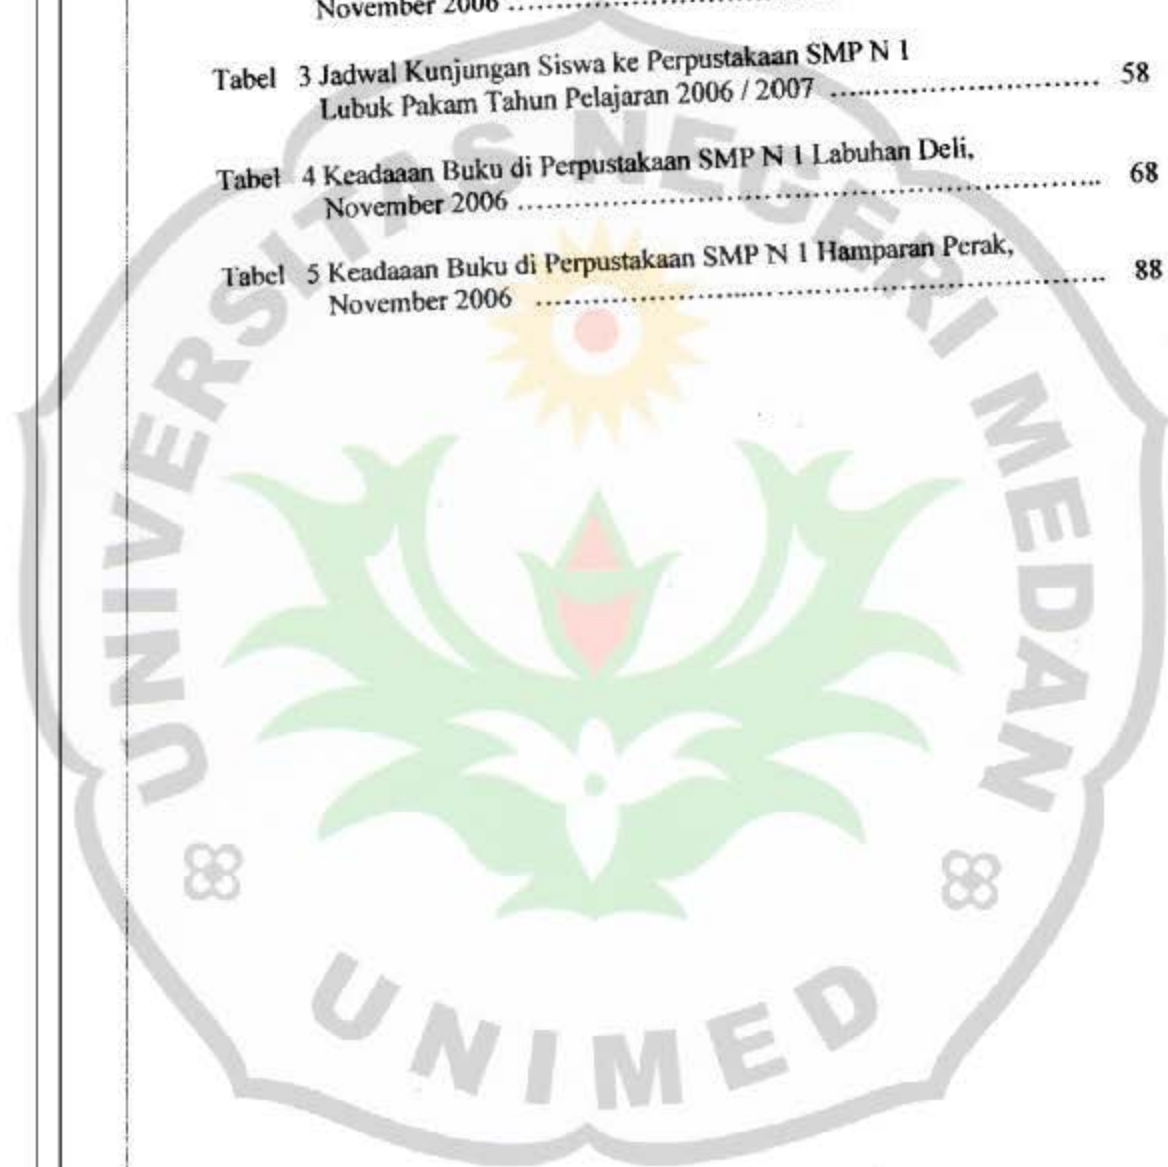 November 2006 ........................................
Tabel 3 Jadwal Kunjungan Siswa ke Perpustakaan SMP N 1
Lubuk Pakam Tahun Pelajaran 2006 / 2007 .............................. 58
Tabel 4 Keadaaan Buku di Perpustakaan SMP N 1 Labuhan Deli,
November 2006 ................................................................ 68
Tabel 5 Keadaaan Buku di Perpustakaan SMP N 1 Hamparan Perak,
November 2006 ................................................................ 88
UNIVERSITAS NEGERI MEDAN
UNIMED